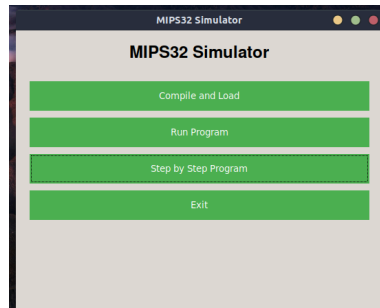 MIPS32 Simulator
MIPS32 Simulator
Compile and Load
Run Program
Step by Step Program
Exit